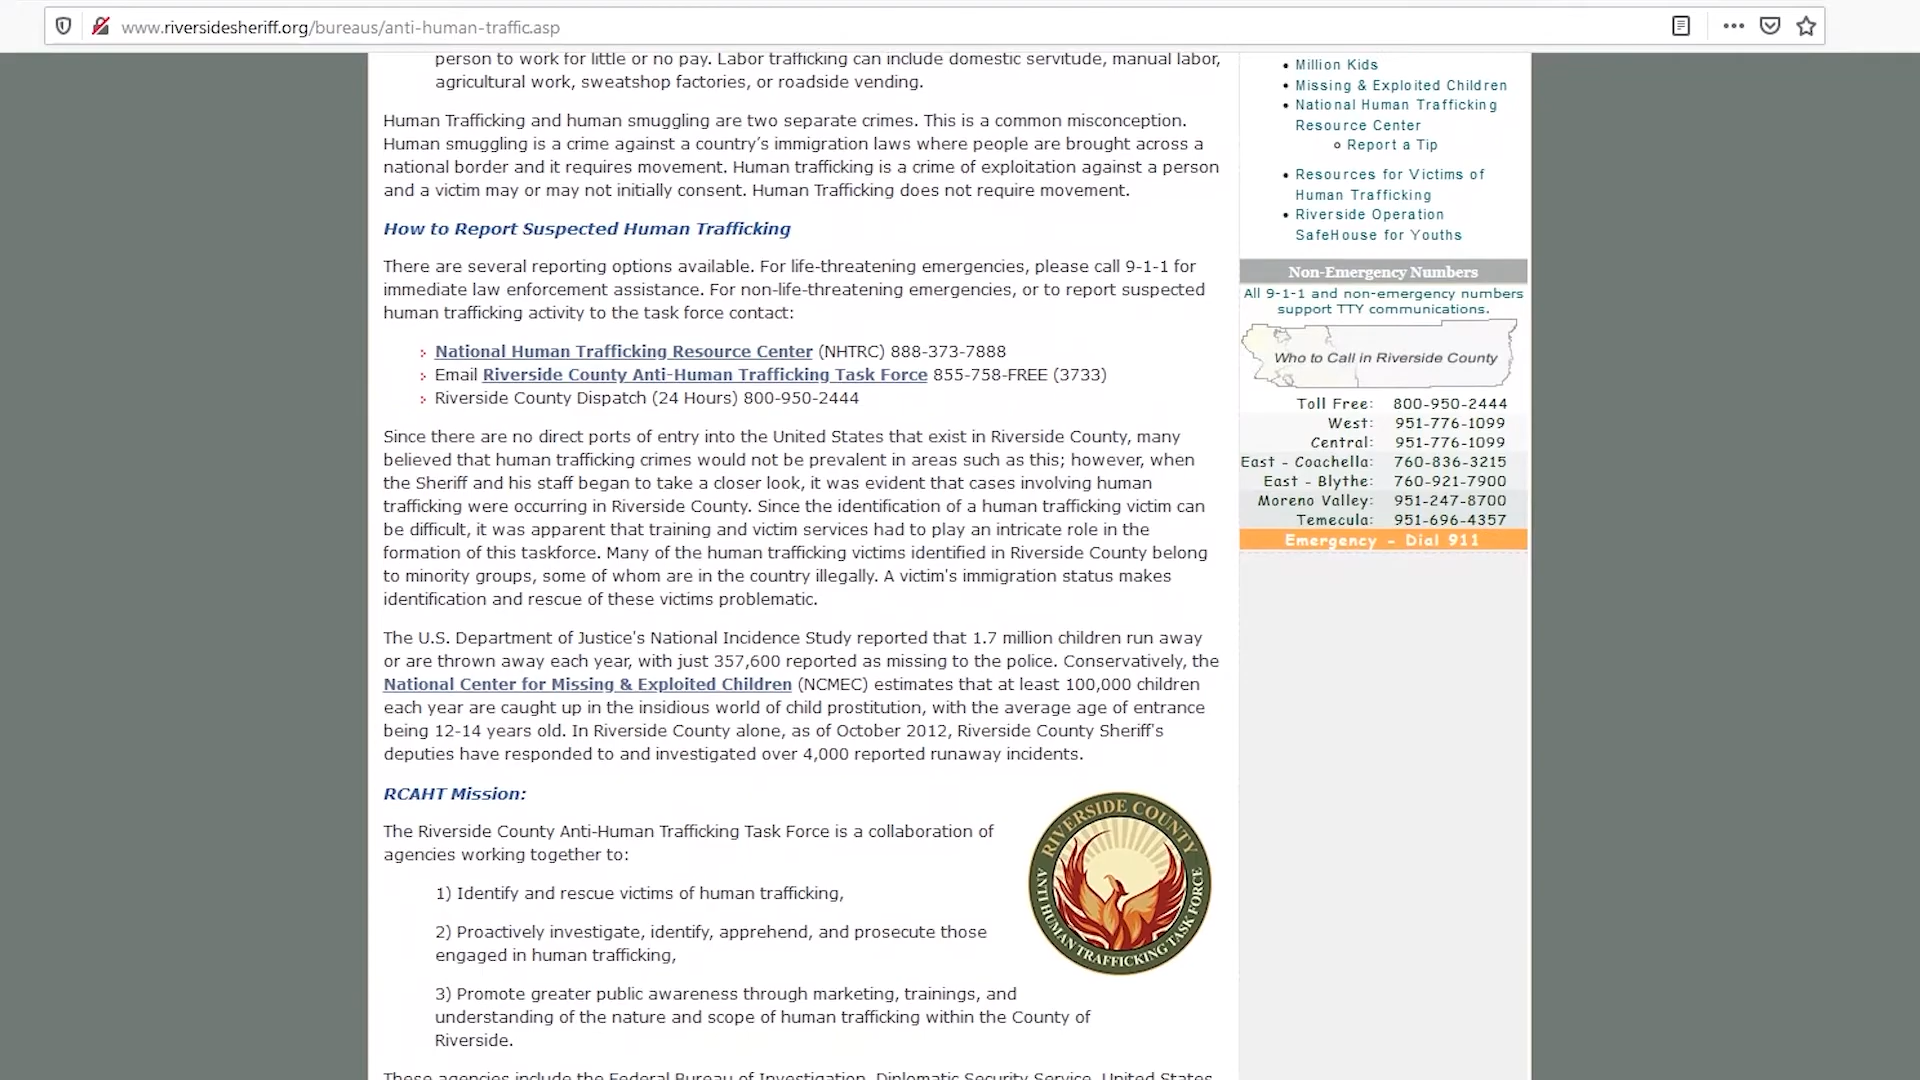 www.riversidesheriff.org/bureaus/anti-human-traffic.asp
person to work for little or no pay. Labor trafficking can include domestic servitude, manual labor,
agricultural work, sweatshop factories, or roadside vending.
Human Trafficking and human smuggling are two separate crimes. This is a common misconception.
Human smuggling is a crime against a country's immigration laws where people are brought across a
national border and it requires movement. Human trafficking is a crime of exploitation against a person
and a victim may or may not initially consent. Human Trafficking does not require movement.
How to Report Suspected Human Trafficking
There are several reporting options available. For life-threatening emergencies, please call 9-1-1 for
immediate law enforcement assistance. For non-life-threatening emergencies, or to report suspected
human trafficking activity to the task force contact:
National Human Trafficking Resource Center (NHTRC) 888-373-7888
Email Riverside County Anti-Human Trafficking Task Force 855-758-FREE (3733)
Riverside County Dispatch (24 Hours) 800-950-2444
Since there are no direct ports of entry into the United States that exist in Riverside County, many
believed that human trafficking crimes would not be prevalent in areas such as this; however, when
the Sheriff and his staff began to take a closer look, it was evident that cases involving human
trafficking were occurring in Riverside County. Since the identification of a human trafficking victim can
be difficult, it was apparent that training and victim services had to play an intricate role in the
formation of this taskforce. Many of the human trafficking victims identified in Riverside County belong
to minority groups, some of whom are in the country illegally. A victim's immigration status makes
identification and rescue of these victims problematic.
The U.S. Department of Justice's National Incidence Study reported that 1.7 million children run away
or are thrown away each year, with just 357,600 reported as missing to the police. Conservatively, the
National Center for Missing & Exploited Children (NCMEC) estimates that at least 100,000 children
each year are caught up in the insidious world of child prostitution, with the average age of entrance
being 12-14 years old. In Riverside County alone, as of October 2012, Riverside County Sheriff's
deputies have responded to and investigated over 4,000 reported runaway incidents.
RCAHT Mission:
The Riverside County Anti-Human Trafficking Task Force is a collaboration of
agencies working together to:
1) Identify and rescue victims of human trafficking,
2) Proactively investigate, identify, apprehend, and prosecute those
engaged in human trafficking,
3) Promote greater public awareness through marketing, trainings, and
understanding of the nature and scope of human trafficking within the County of
Riverside.
These agencies include the Federal Bureau of Investigation, Diplomatic Security Service, United States
RIVERSIDE COUNTY
ANTI HUMAN TRAFFICKING TASK FORCE
Million Kids
Missing & Exploited Children
National Human Trafficking
Resource Center
Report a Tip
Resources for Victims of
Human Trafficking
Riverside Operation
SafeHouse for Youths
Non-Emergency Numbers
All 9-1-1 and non-emergency numbers
support TTY communications.
Who to Call in Riverside County
Toll Free: 800-950-2444
West: 951-776-1099
Central: 951-776-1099
East - Coachella: 760-836-3215
East - Blythe: 760-921-7900
Moreno Valley: 951-247-8700
Temecula: 951-696-4357
Emergency - Dial 911